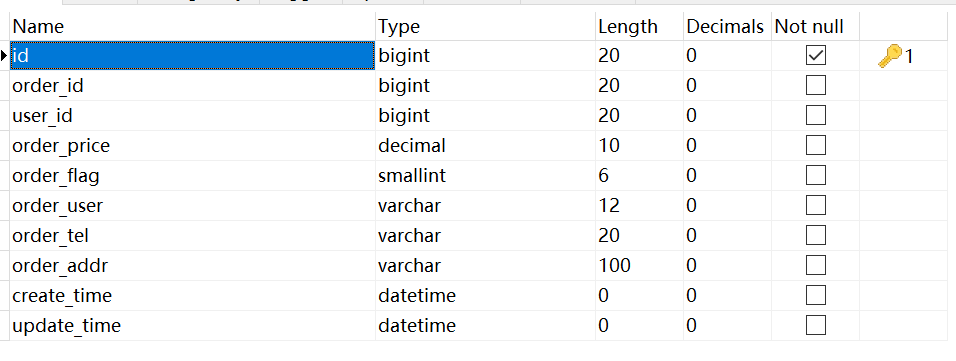 Name Type Length Decimals Not null
id bigint 20 0 1
order_id bigint 20 0
user_id bigint 20 0
order_price decimal 10 0
order_flag smallint 6 0
order_user varchar 12 0
order_tel varchar 20 0
order_addr varchar 100 0
create_time datetime 0 0
update_time datetime 0 0